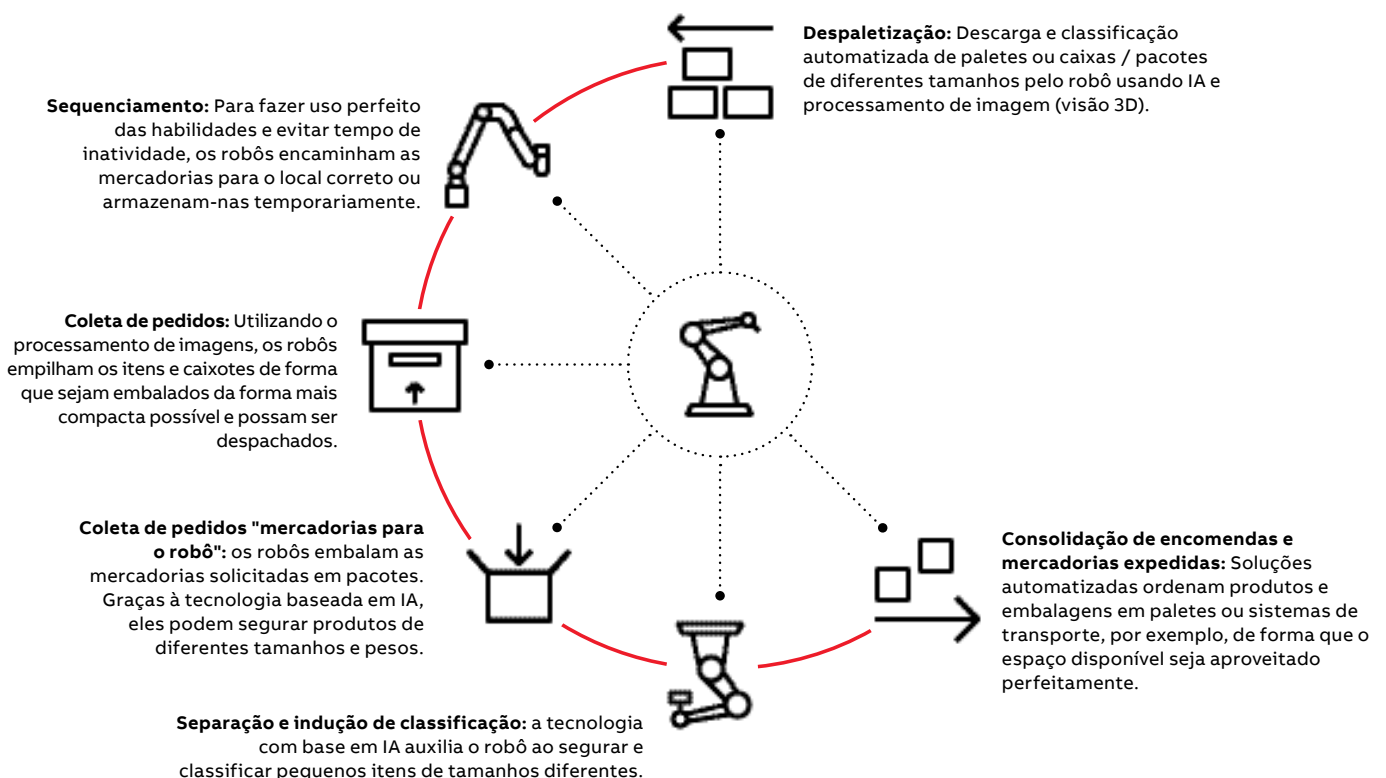 Despaletização: Descarga e classificação
automatizada de paletes ou caixas / pacotes
de diferentes tamanhos pelo robô usando IA e
processamento de imagem (visão 3D).
Sequenciamento: Para fazer uso perfeito
das habilidades e evitar tempo de
inatividade, os robôs encaminham as
mercadorias para o local correto ou
armazenam-nas temporariamente.
Coleta de pedidos: Utilizando o
processamento de imagens, os robôs
empilham os itens e caixotes de forma
que sejam embalados da forma mais
compacta possível e possam ser
despachados.
Coleta de pedidos "mercadorias para
o robô": os robôs embalam as
mercadorias solicitadas em pacotes.
Graças à tecnologia baseada em IA,
eles podem segurar produtos de
diferentes tamanhos e pesos.
Separação e indução de classificação: a tecnologia
com base em IA auxilia o robô ao segurar e
classificar pequenos itens de tamanhos diferentes.
Consolidação de encomendas e
mercadorias expedidas: Soluções
automatizadas ordenam produtos e
embalagens em paletes ou sistemas de
transporte, por exemplo, de forma que o
espaço disponível seja aproveitado
perfeitamente.